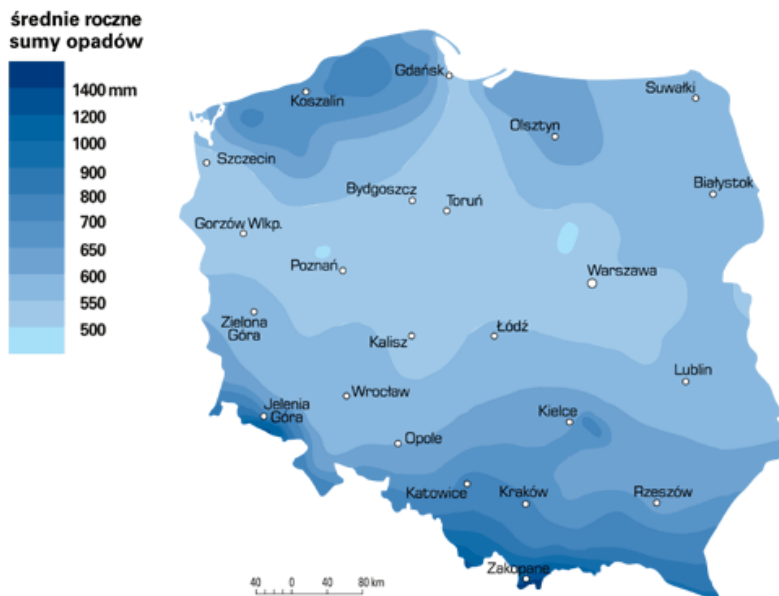 średnie roczne
sumy opadów
1400 mm
1200
1000
900
800
700
650
600
550
500
Gdańsk
Suwałki
Koszalin
Olsztyn
Szczecin
Białystok
Bydgoszcz
Toruń
Gorzów Wlkp.
Poznań
Warszawa
Zielona
Góra
Kalisz
Łódź
Lublin
Wrocław
Jelenia
Góra
Kielce
Opole
Katowice
Kraków
Rzeszów
Zakopane
40 0 40 80 km